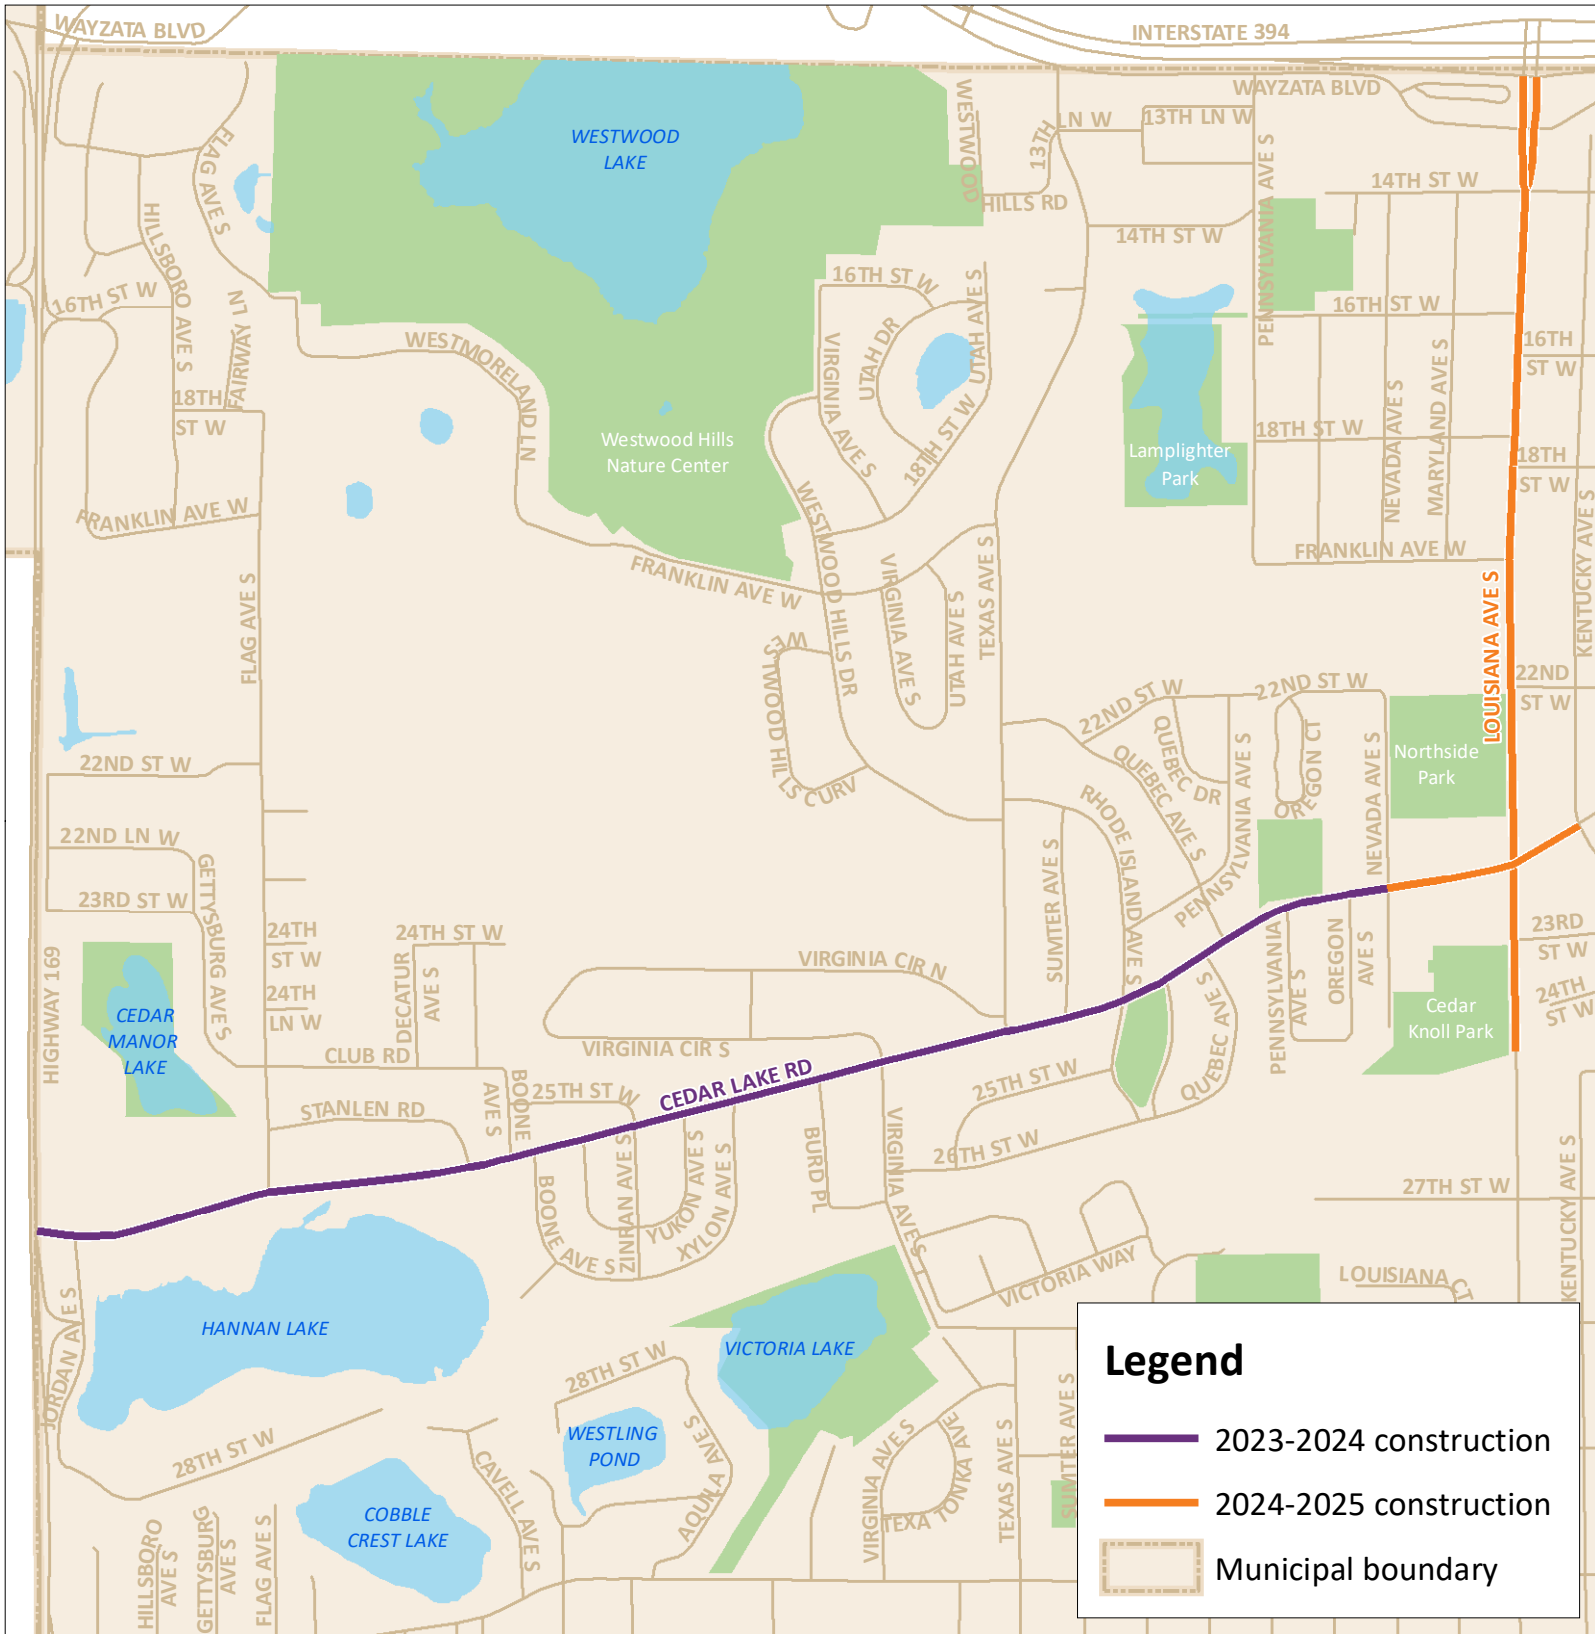 WAYZATA BLVD
INTERSTATE 394
WAYZATA BLVD
WESTWOOD
LAKE
WESTWOOD
HILLS RD
13TH
LN W
13TH LN W
PENNSYLVANIA AVE S
14TH ST W
14TH ST W
FLAG AVE S
HILLSBORO AVE S
16TH ST W
FAIRWAY LN
18TH
ST W
FRANKLIN AVE W
WESTMORELAND LN
Westwood Hills
Nature Center
16TH ST W
UTAH DR
UTAH AVE S
VIRGINIA AVE S
18TH ST W
16TH ST W
16TH
ST W
Lamplighter
Park
18TH ST W
NEVADA AVE S
MARYLAND AVE S
18TH
ST W
FRANKLIN AVE W
KENTUCKY AVE S
LOUISIANA AVE S
FLAG AVE S
FRANKLIN AVE W
WESTWOOD HILLS DR
VIRGINIA AVE S
UTAH AVE S
TEXAS AVE S
WESTWOOD HILLS CURV
22ND ST W
22ND ST W
22ND
ST W
QUEBEC DR
QUEBEC AVE S
PENNSYLVANIA AVE S
OREGON CT
NEVADA AVE S
Northside
Park
22ND ST W
22ND LN W
23RD ST W
GETTYSBURG AVE S
24TH
ST W
24TH
LN W
24TH ST W
DECATUR
AVE S
VIRGINIA CIR N
VIRGINIA CIR S
SUMTER AVE S
RHODE ISLAND AVE S
PENNSYLVANIA
AVE S
OREGON
AVE S
23RD
ST W
24TH
ST W
Cedar
Knoll Park
HIGHWAY 169
CEDAR
MANOR
LAKE
CLUB RD
STANLEN RD
BOONE
AVE S
25TH ST W
CEDAR LAKE RD
25TH ST W
QUEBEC AVE S
26TH ST W
27TH ST W
BOONE AVE S
ZINRAN AVE S
YUKON AVE S
XYLON AVE S
BURD PL
VIRGINIA AVE S
VICTORIA WAY
LOUISIANA CT
KENTUCKY AVE S
JORDAN AVE S
HANNAN LAKE
VICTORIA LAKE
28TH ST W
28TH ST W
WESTLING
POND
AQUILA AVE S
CAVELL AVE S
COBBLE
CREST LAKE
VIRGINIA AVE S
TEXA TONKA AVE
TEXAS AVE S
SUMTER AVE S
HILLSBORO
AVE S
GETTYSBURG
AVE S
FLAG AVE S
Legend
2023-2024 construction
2024-2025 construction
Municipal boundary